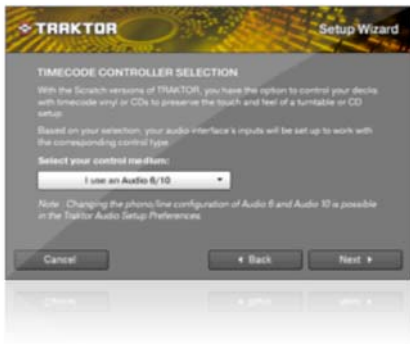 TRAKTOR
Setup Wizard
TIMECODE CONTROLLER SELECTION
With the Scratch versions of TRAKTOR, you have the option to control your decks
with timecode vinyl or CDs to preserve the touch and feel of a turntable or CD
setup.
Based on your selection, your audio interface's inputs will be set up to work with
the corresponding control type.
Select your control medium:
I use an Audio 6/10
Note : Changing the phono/line configuration of Audio 6 and Audio 10 is possible
in the Traktor Audio Setup Preferences.
Cancel
Back
Next